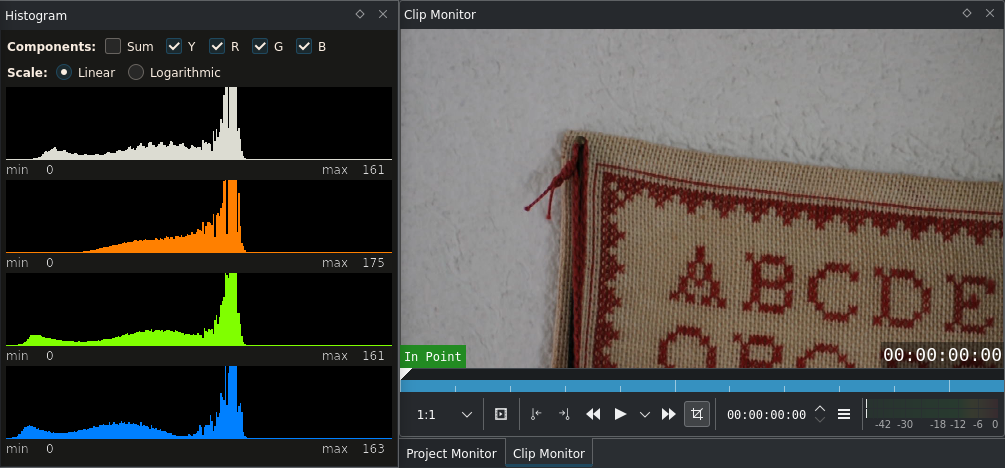 Histogram
Components: Sum Y R G B
Scale: Linear Logarithmic
min 0 max 161
min 0 max 175
min 0 max 161
min 0 max 163
Clip Monitor
ABCDE
In Point
00:00:00:00
1:1 00:00:00:00
-42 -30 -18 -12 -6 0
Project Monitor Clip Monitor